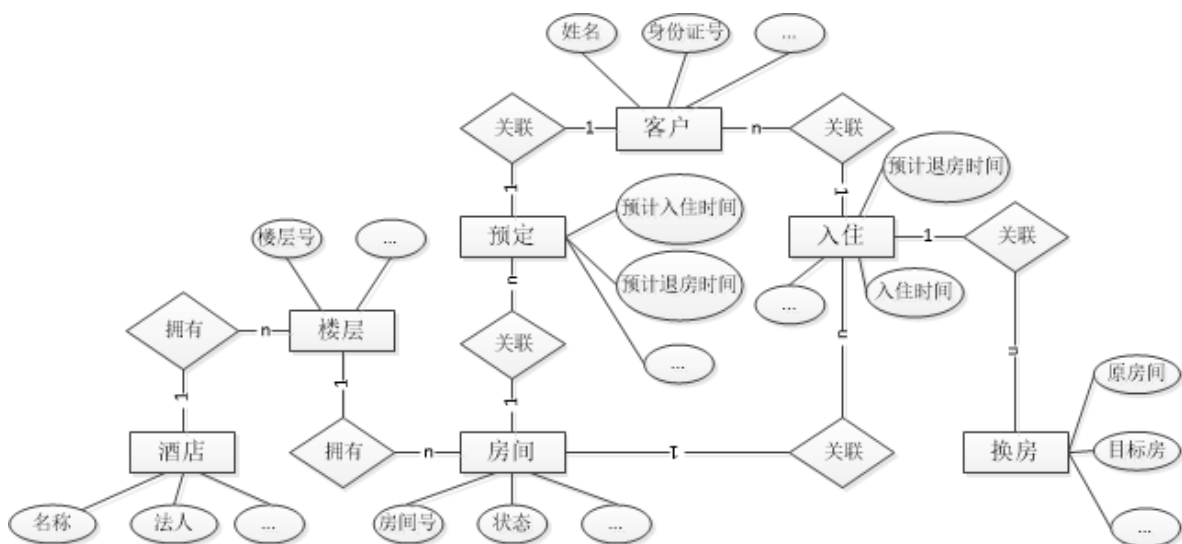 姓名
身份证号
...
关联
1
客户
n
关联
1
1
预计退房时间
预计入住时间
楼层号
...
预定
入住
1
关联
预计退房时间
n
...
入住时间
拥有
n
楼层
关联
...
n
n
1
1
1
原房间
酒店
拥有
n
房间
1
关联
换房
目标房
名称
法人
...
房间号
状态
...
...